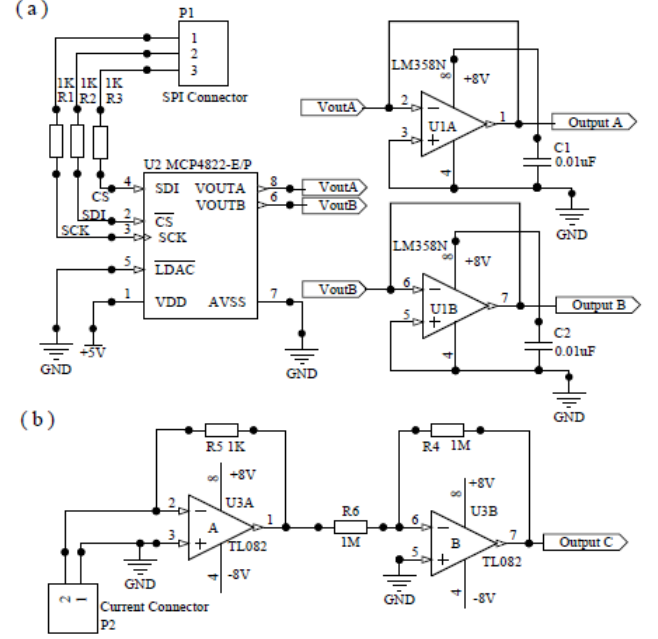 (a)
P1
1
2
3
SPI Connector
1K 1K 1K
R1 R2 R3
U2 MCP4822-E/P
CS
SDI
SCK
4 SDI
2 CS
3 SCK
5 LDAC
1 VDD
VOUTA 8 VoutA
VOUTB 6 VoutB
AVSS 7
GND
+5V
GND
LM358N
8
+8V
VoutA
2
3
U1A
1
Output A
4
C1
0.01uF
GND
LM358N
8
+8V
VoutB
6
5
U1B
7
Output B
4
C2
0.01uF
GND
(b)
R5 1K
8
+8V
U3A
2
3
A
1
TL082
4
-8V
GND
2 1
Current Connector
P2
R6
1M
R4 1M
8
+8V
U3B
6
5
B
7
TL082
4
-8V
GND
Output C